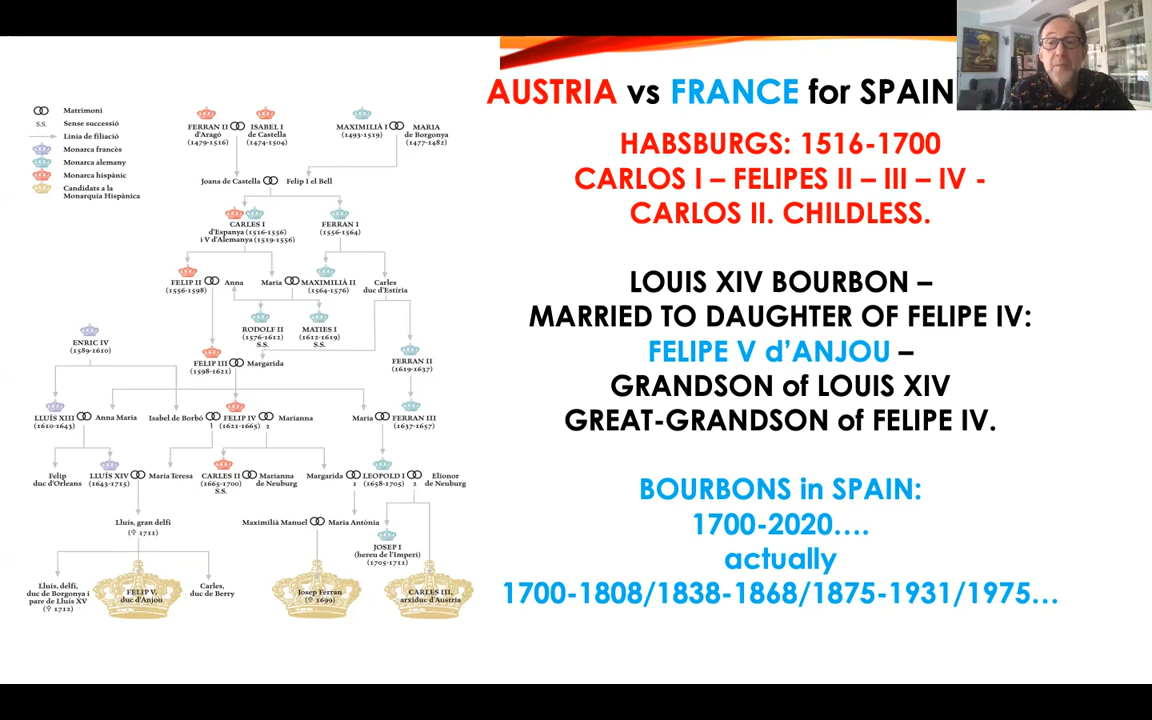 AUSTRIA vs FRANCE for SPAIN
HABSBURGS: 1516-1700
CARLOS I – FELIPES II – III – IV -
CARLOS II. CHILDLESS.
LOUIS XIV BOURBON –
MARRIED TO DAUGHTER OF FELIPE IV:
FELIPE V d’ANJOU –
GRANDSON of LOUIS XIV
GREAT-GRANDSON of FELIPE IV.
BOURBONS in SPAIN:
1700-2020….
actually
1700-1808/1838-1868/1875-1931/1975…
Matrimoni
S.S. Sense successió
Línia de filiació
Monarca francès
Monarca alemany
Monarca hispànic
Candidats a la
Monarquia Hispànica
FERRAN II
d'Aragó
(1479-1516)
ISABEL I
de Castella
(1474-1504)
MAXIMILIÀ I
(1493-1519)
MARIA
de Borgonya
(1477-1482)
Joana de Castella
Felip I el Bell
CARLES I
d'Espanya (1516-1556)
i V d'Alemanya (1519-1556)
FERRAN I
(1556-1564)
FELIP II
(1556-1598)
Anna
Maria
MAXIMILIÀ II
(1564-1576)
Carles
duc d'Estíria
RODOLF II
(1576-1612)
S.S.
MATIES I
(1612-1619)
S.S.
ENRIC IV
(1589-1610)
FELIP III
(1598-1621)
Margarida
FERRAN II
(1619-1637)
LLUÍS XIII
(1610-1643)
Anna Maria
Isabel de Borbó
1
FELIP IV
(1621-1665)
2
Marianna
Maria
FERRAN III
(1637-1657)
Felip
duc d'Orleans
LLUÍS XIV
(1643-1715)
Maria Teresa
CARLES II
(1665-1700)
S.S.
Marianna
de Neuburg
Margarida
1
LEOPOLD I
(1658-1705)
2
Elionor
de Neuburg
Lluís, gran delfí
(✞ 1711)
Maximilià Manuel
Maria Antònia
JOSEP I
(hereu de l'Imperi)
(1705-1711)
Lluís, delfí,
duc de Borgonya i
pare de Lluís XV
(✞ 1712)
FELIP V,
duc d'Anjou
Carles,
duc de Berry
Josep Ferran
(✞ 1699)
CARLES III,
arxiduc d'Austria